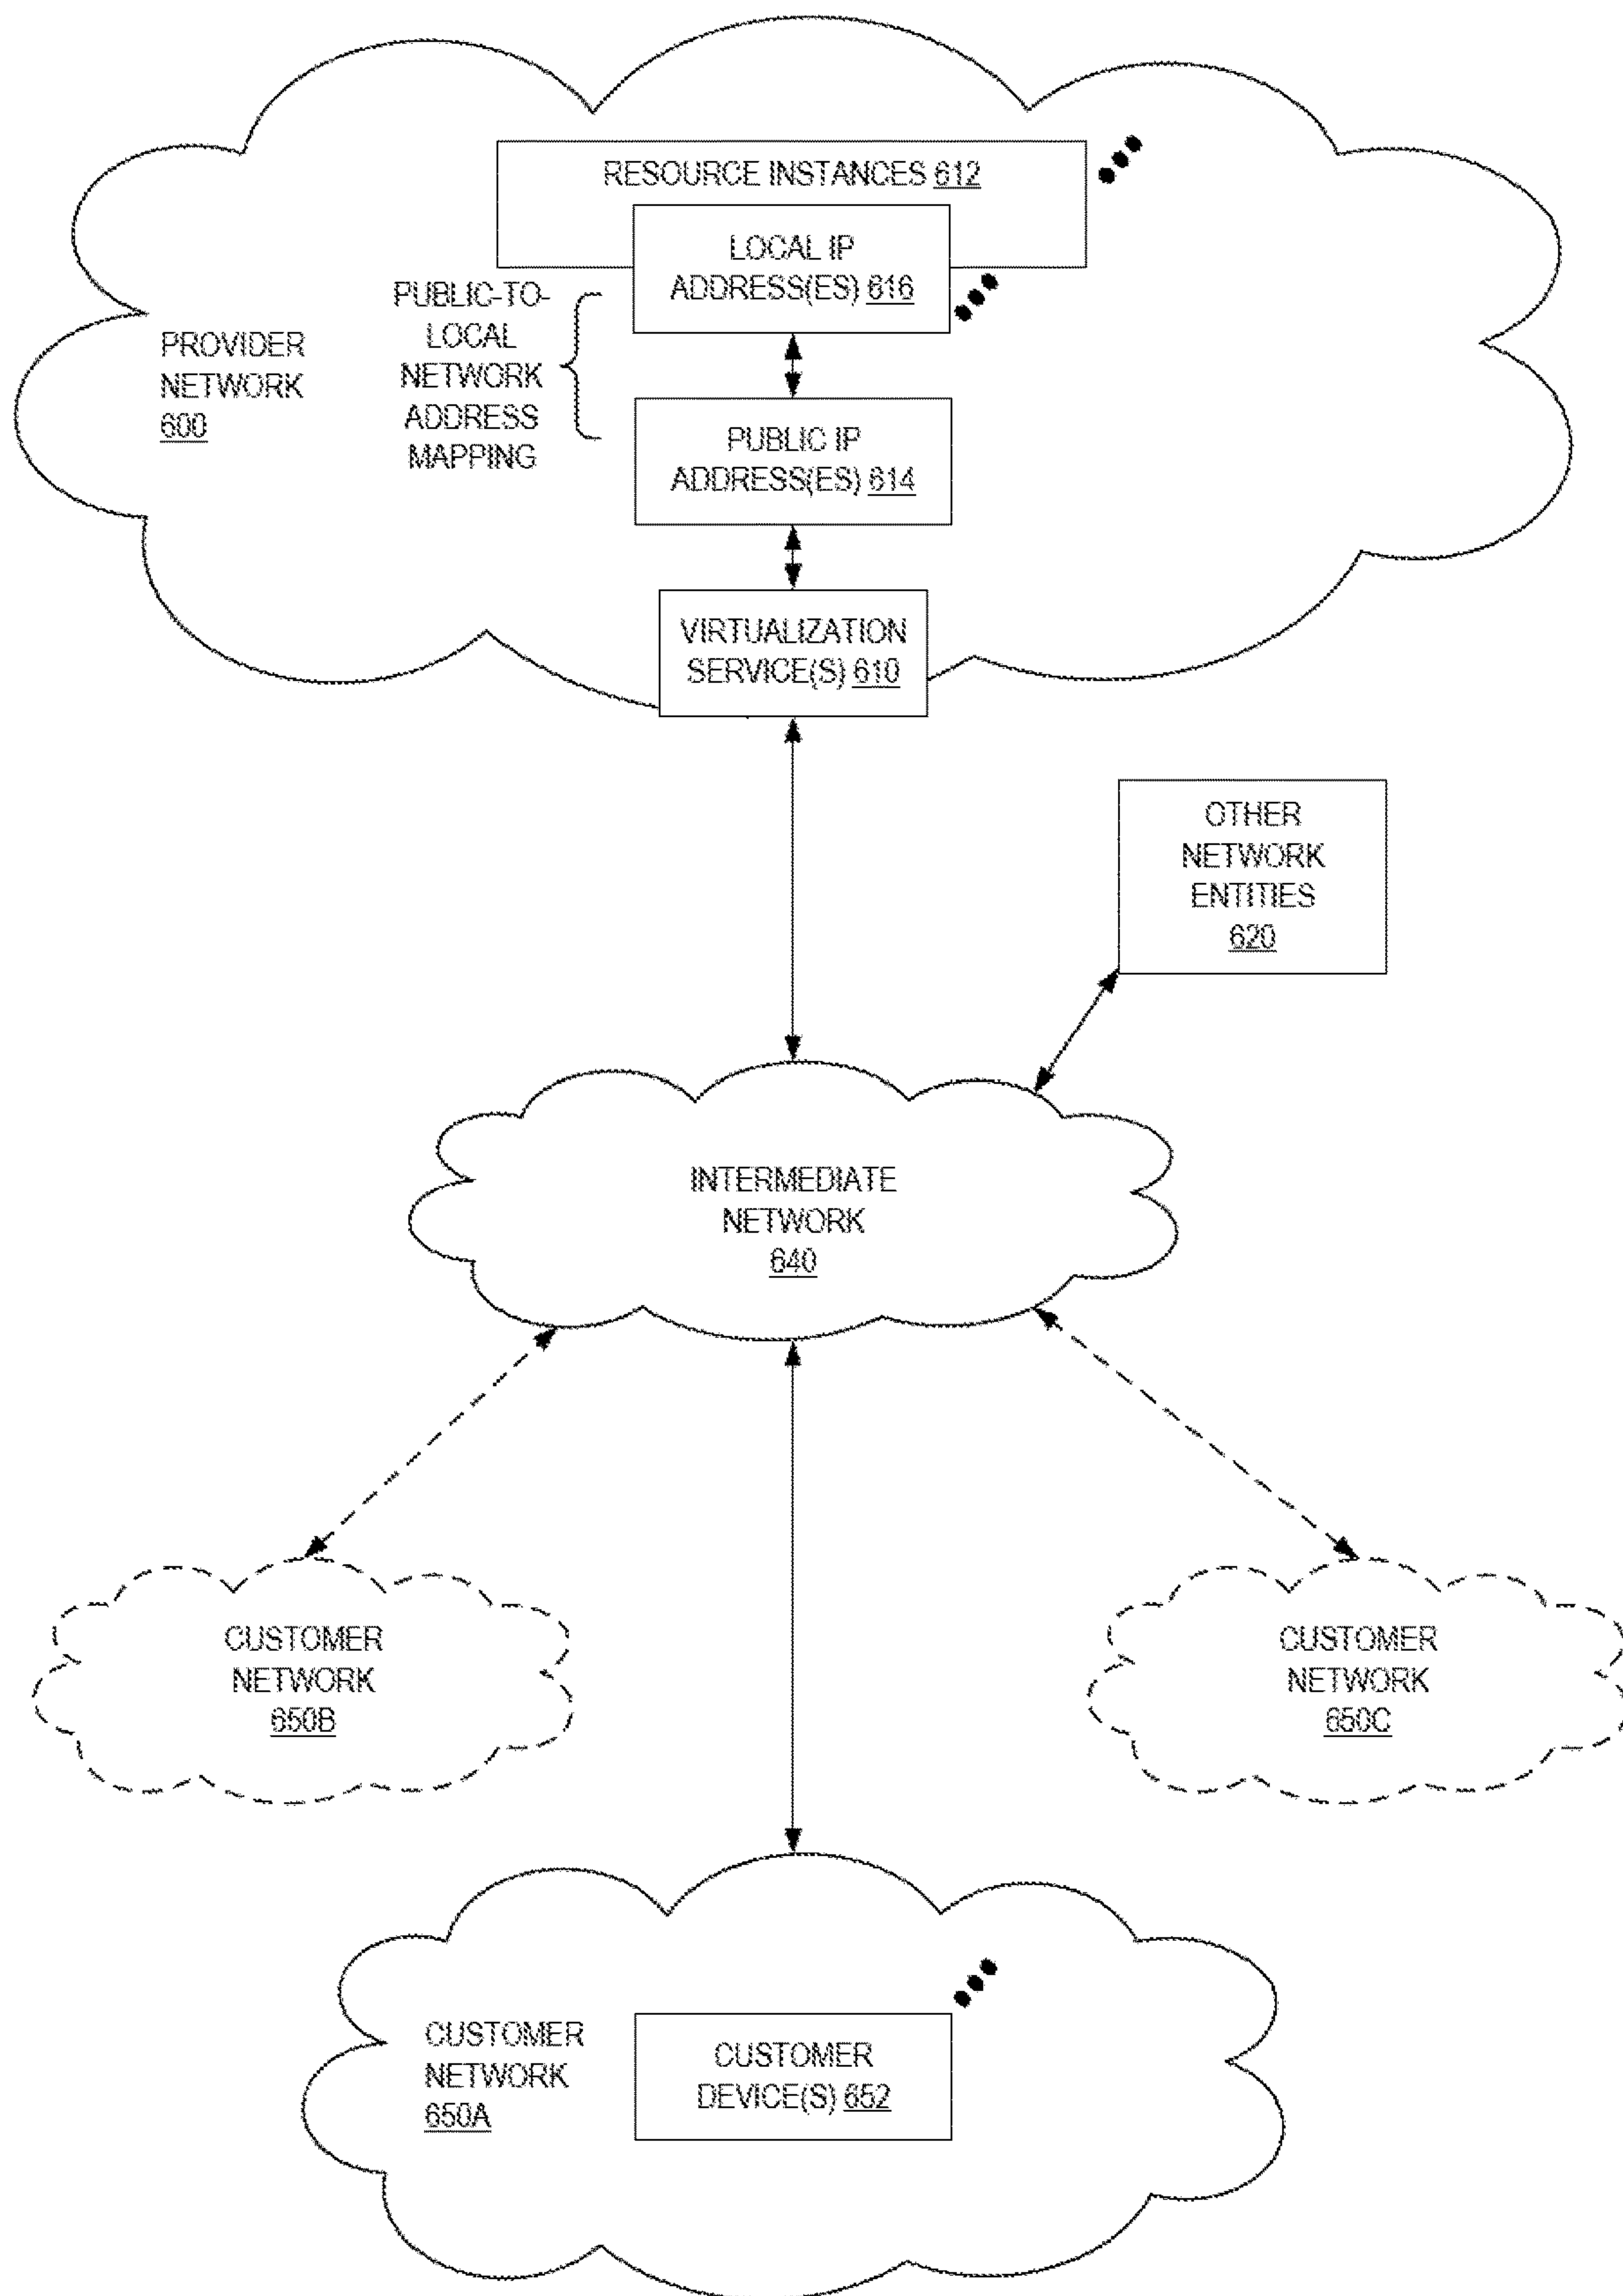 RESOURCE INSTANCES 612
LOCAL IP
ADDRESS(ES) 616
PUBLIC-TO-
LOCAL
NETWORK
ADDRESS
MAPPING
PROVIDER
NETWORK
600
PUBLIC IP
ADDRESS(ES) 614
VIRTUALIZATION
SERVICE(S) 610
OTHER
NETWORK
ENTITIES
620
INTERMEDIATE
NETWORK
640
CUSTOMER
NETWORK
650B
CUSTOMER
NETWORK
650C
CUSTOMER
NETWORK
650A
CUSTOMER
DEVICE(S) 652